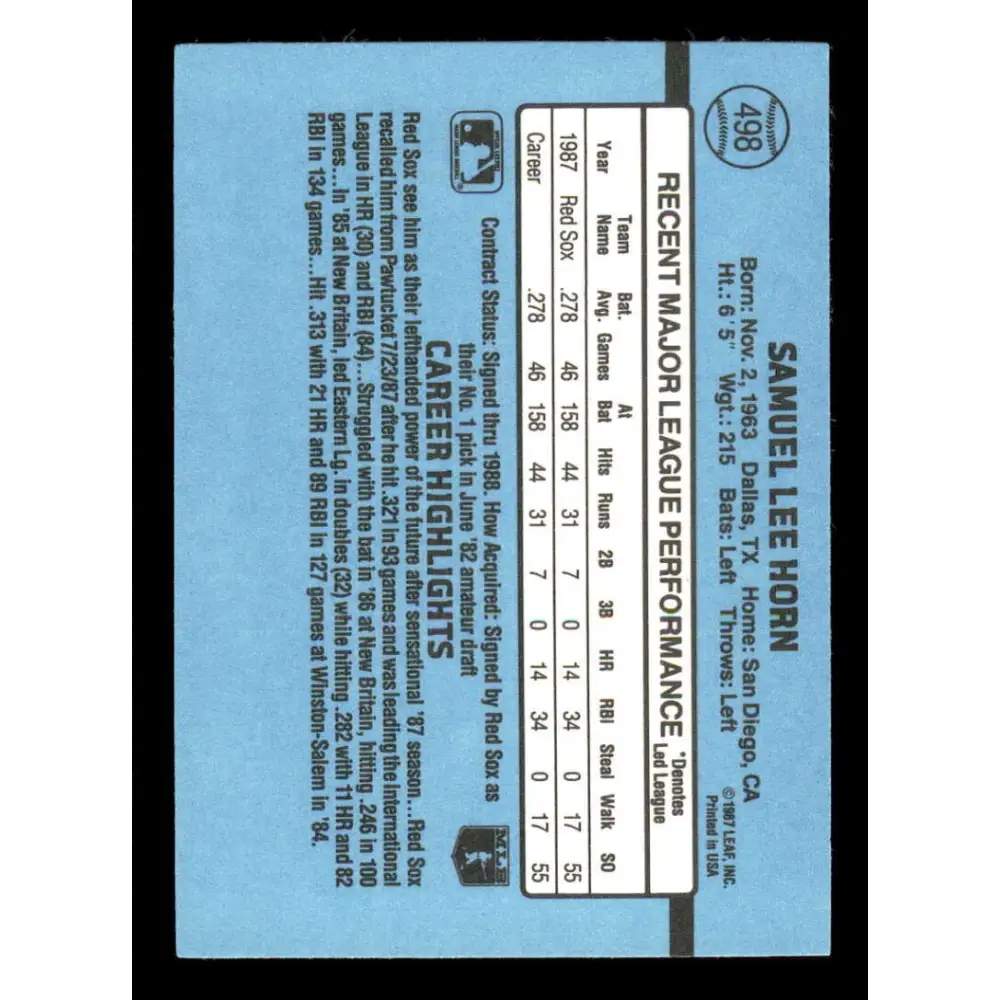 498
SAMUEL LEE HORN
Born: Nov. 2, 1963 Dallas, TX Home: San Diego, CA
Ht.: 6'5" Wgt.: 215 Bats: Left Throws: Left
©1987 LEAF, INC.
Printed in USA
RECENT MAJOR LEAGUE PERFORMANCE *Denotes Led League
Year Team Name Bat. Avg. Games At Bat Hits Runs 2B 3B HR RBI Steal Walk SO
1987 Red Sox .278 46 158 44 31 7 0 14 34 0 17 55
Career .278 46 158 44 31 7 0 14 34 0 17 55
Contract Status: Signed thru 1988. How Acquired: Signed by Red Sox as
their No. 1 pick in June '82 amateur draft
MLB
CAREER HIGHLIGHTS
Red Sox see him as their lefthanded power of the future after sensational '87 season...Red Sox
recalled him from Pawtucket 7/23/87 after he hit .321 in 93 games and was leading the International
League in HR (30) and RBI (84)...Struggled with the bat in '86 at New Britain, hitting .246 in 100
games...In '85 at New Britain, led Eastern Lg. in doubles (32) while hitting .282 with 11 HR and 82
RBI in 134 games...Hit .313 with 21 HR and 89 RBI in 127 games at Winston-Salem in '84.